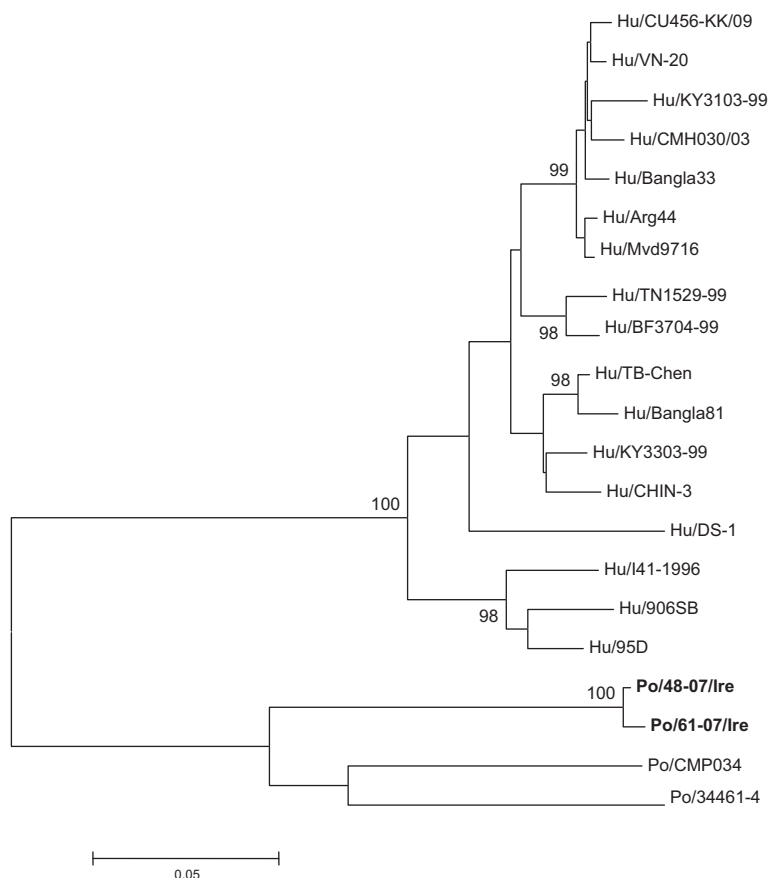 Hu/CU456-KK/09
Hu/VN-20
Hu/KY3103-99
Hu/CMH030/03
99
Hu/Bangla33
Hu/Arg44
Hu/Mvd9716
Hu/TN1529-99
Hu/BF3704-99
98
98
Hu/TB-Chen
Hu/Bangla81
Hu/KY3303-99
Hu/CHIN-3
100
Hu/DS-1
Hu/I41-1996
Hu/906SB
98
Hu/95D
100
Po/48-07/Ire
Po/61-07/Ire
Po/CMP034
Po/34461-4
0.05